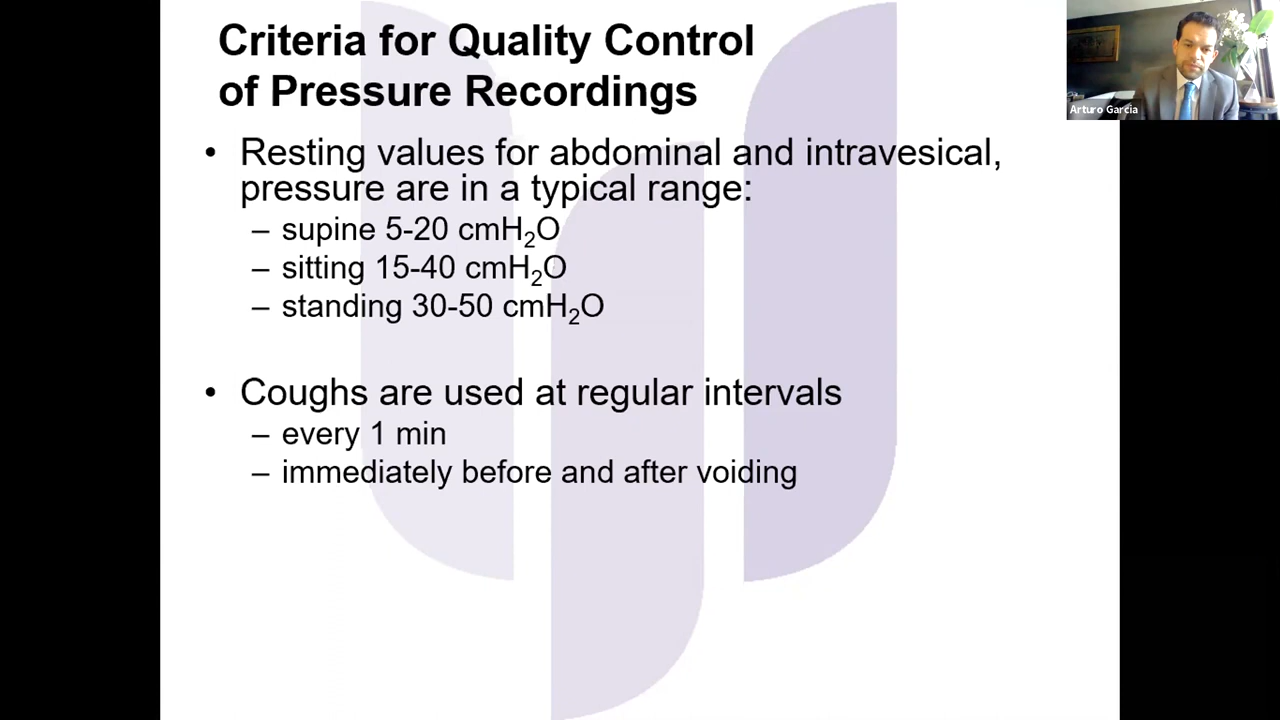 Criteria for Quality Control
of Pressure Recordings
• Resting values for abdominal and intravesical,
pressure are in a typical range:
– supine 5-20 cmH₂O
– sitting 15-40 cmH₂O
– standing 30-50 cmH₂O
• Coughs are used at regular intervals
– every 1 min
– immediately before and after voiding
Arturo Garcia